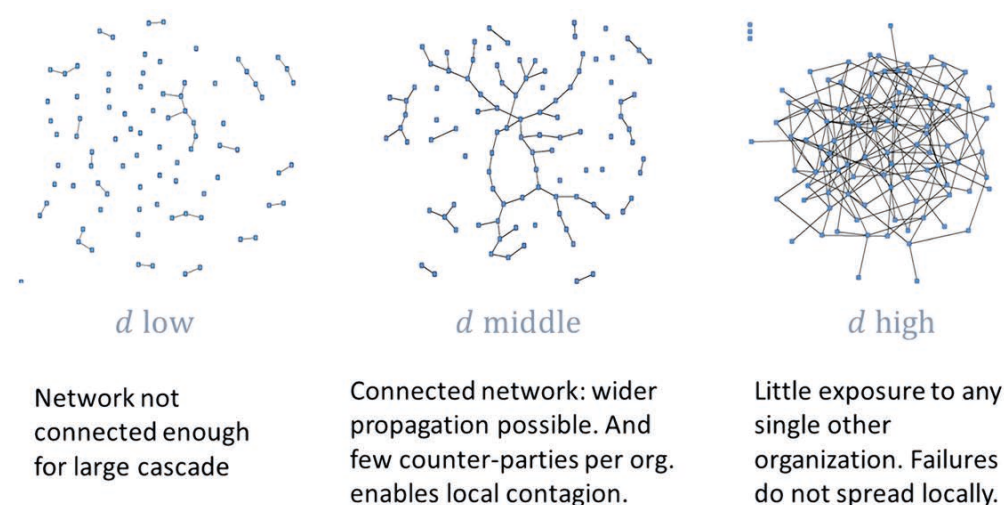 d low
d middle
d high
Network not
connected enough
for large cascade
Connected network: wider
propagation possible. And
few counter-parties per org.
enables local contagion.
Little exposure to any
single other
organization. Failures
do not spread locally.